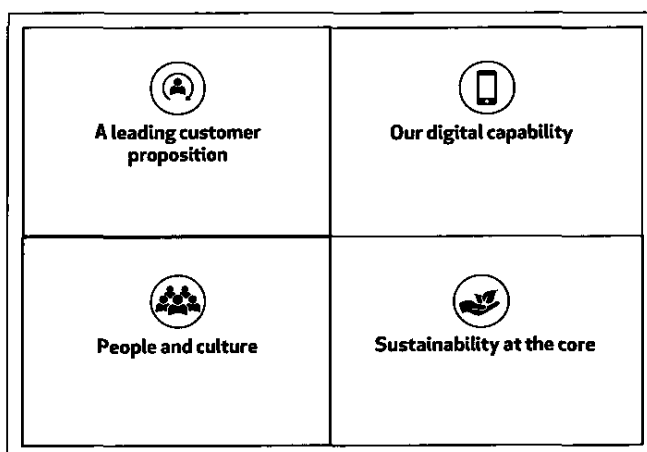 A leading customer
proposition
Our digital capability
People and culture
Sustainability at the core